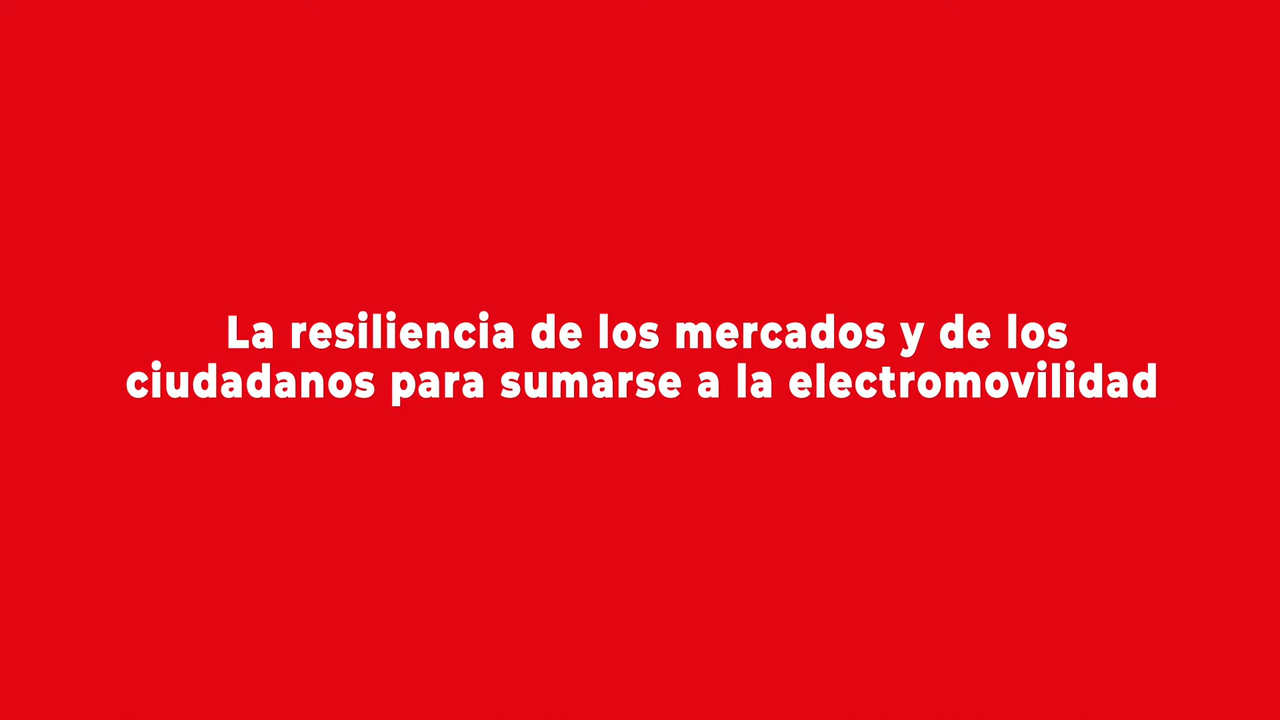 La resiliencia de los mercados y de los
ciudadanos para sumarse a la electromovilidad